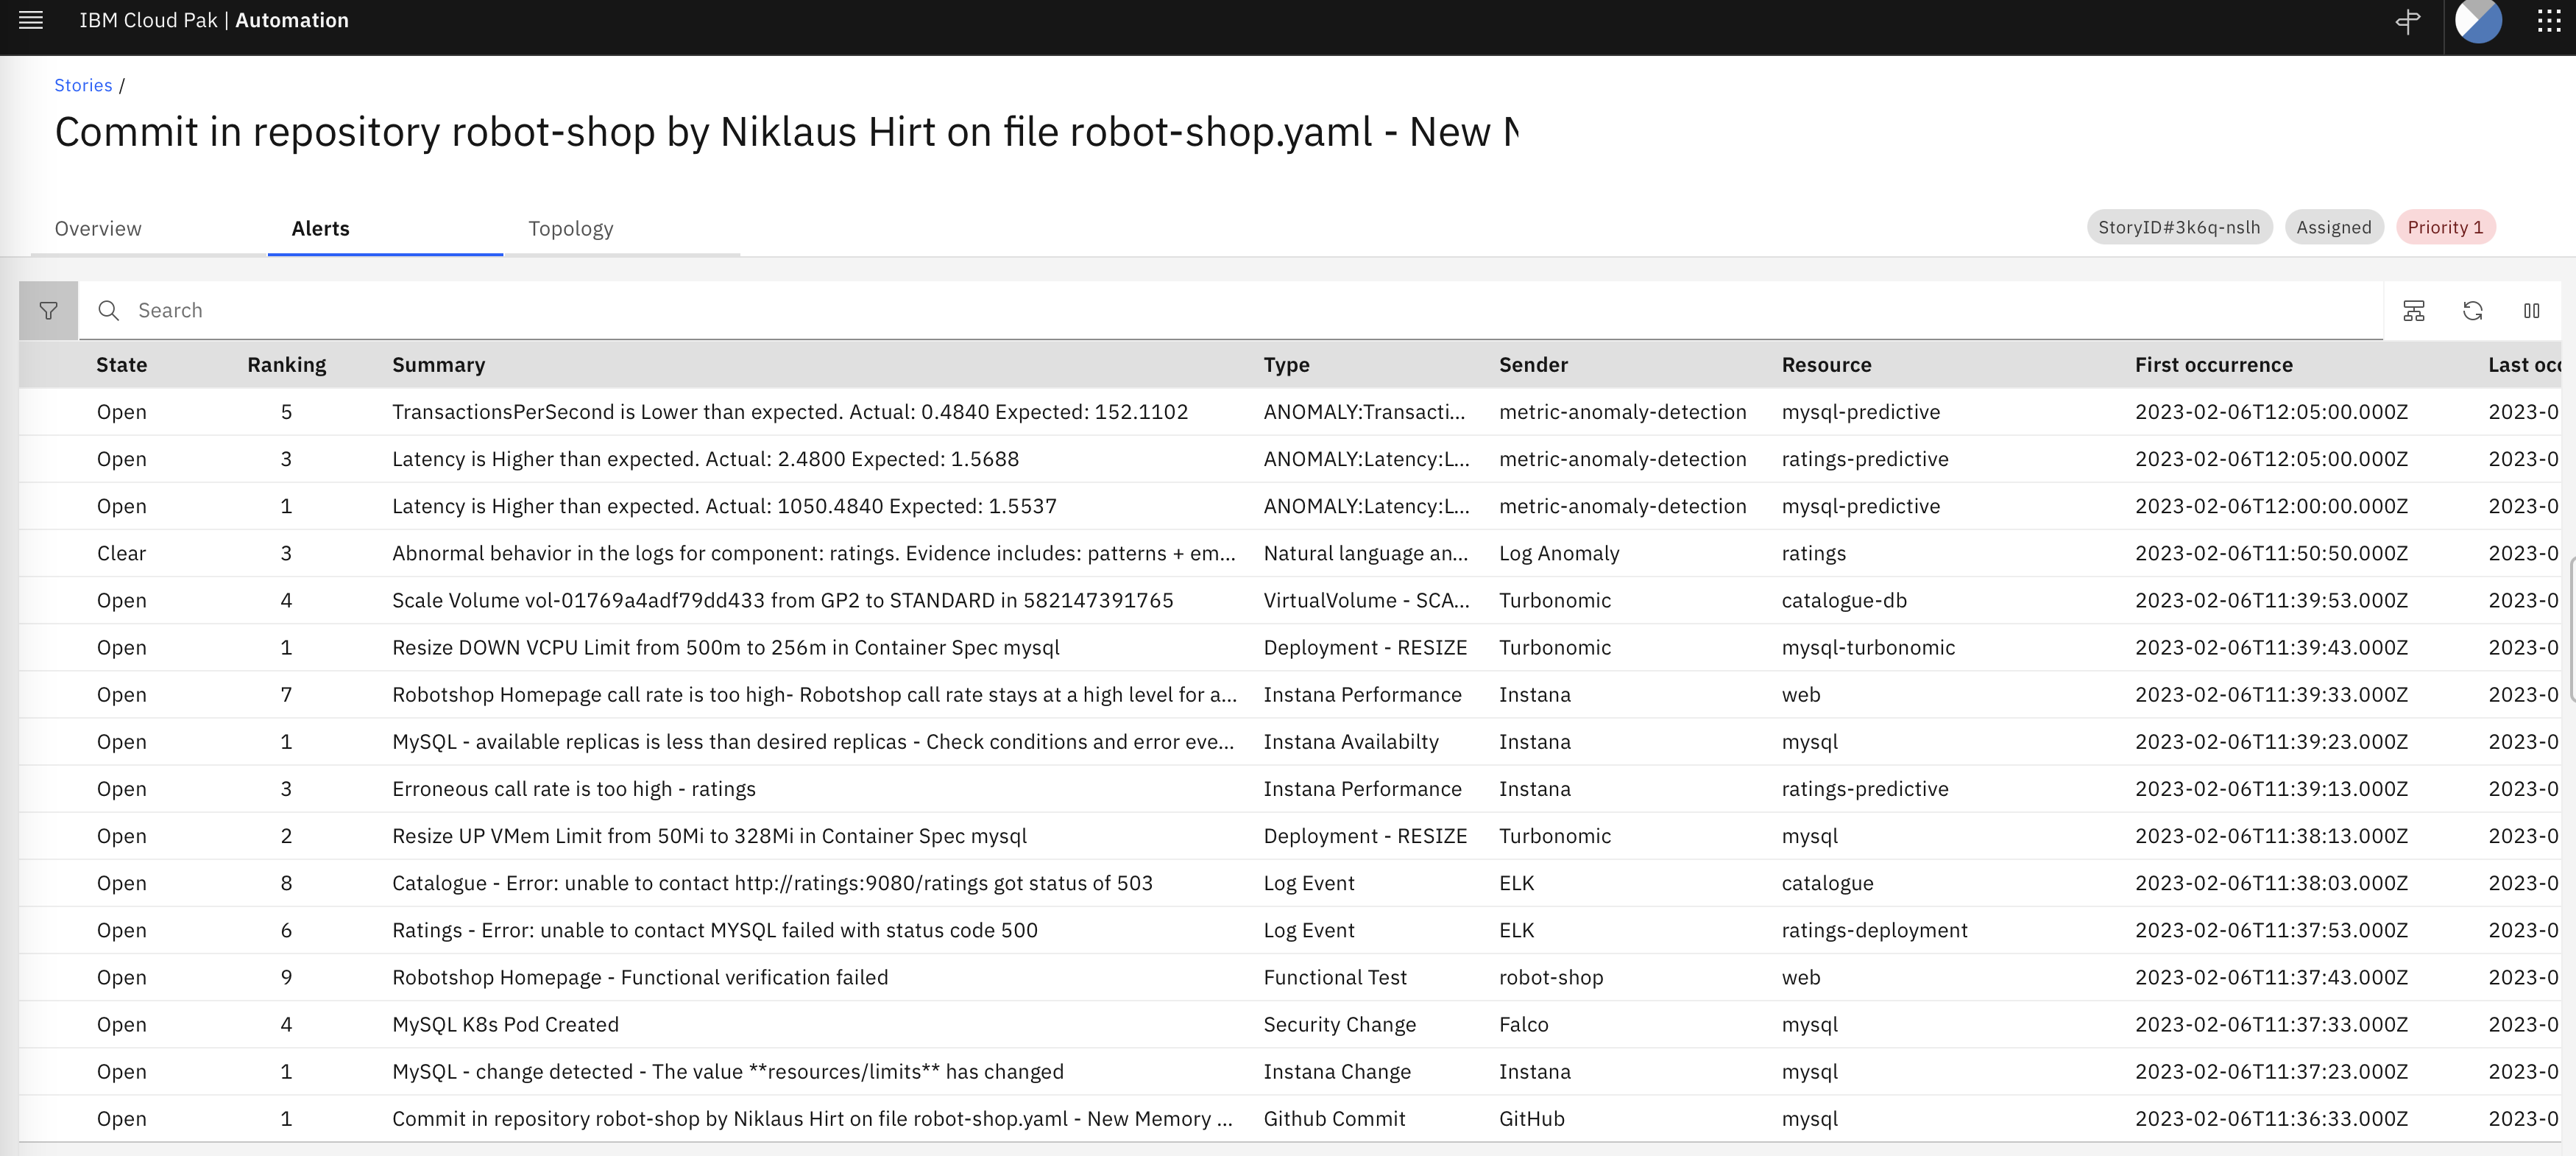 IBM Cloud Pak | Automation
Stories /
Commit in repository robot-shop by Niklaus Hirt on file robot-shop.yaml - New
Overview Alerts Topology StoryID#3k6q-nslh Assigned Priority 1
Search
State Ranking Summary Type Sender Resource First occurrence Last occ
Open 5 TransactionsPerSecond is Lower than expected. Actual: 0.4840 Expected: 152.1102 ANOMALY:Transacti... metric-anomaly-detection mysql-predictive 2023-02-06T12:05:00.000Z 2023-0
Open 3 Latency is Higher than expected. Actual: 2.4800 Expected: 1.5688 ANOMALY:Latency:L... metric-anomaly-detection ratings-predictive 2023-02-06T12:05:00.000Z 2023-0
Open 1 Latency is Higher than expected. Actual: 1050.4840 Expected: 1.5537 ANOMALY:Latency:L... metric-anomaly-detection mysql-predictive 2023-02-06T12:00:00.000Z 2023-0
Clear 3 Abnormal behavior in the logs for component: ratings. Evidence includes: patterns + em... Natural language an... Log Anomaly ratings 2023-02-06T11:50:50.000Z 2023-0
Open 4 Scale Volume vol-01769a4adf79dd433 from GP2 to STANDARD in 582147391765 VirtualVolume - SCA... Turbonomic catalogue-db 2023-02-06T11:39:53.000Z 2023-0
Open 1 Resize DOWN VCPU Limit from 500m to 256m in Container Spec mysql Deployment - RESIZE Turbonomic mysql-turbonomic 2023-02-06T11:39:43.000Z 2023-0
Open 7 Robotshop Homepage call rate is too high- Robotshop call rate stays at a high level for a... Instana Performance Instana web 2023-02-06T11:39:33.000Z 2023-0
Open 1 MySQL - available replicas is less than desired replicas - Check conditions and error eve... Instana Availabilty Instana mysql 2023-02-06T11:39:23.000Z 2023-0
Open 3 Erroneous call rate is too high - ratings Instana Performance Instana ratings-predictive 2023-02-06T11:39:13.000Z 2023-0
Open 2 Resize UP VMem Limit from 50Mi to 328Mi in Container Spec mysql Deployment - RESIZE Turbonomic mysql 2023-02-06T11:38:13.000Z 2023-0
Open 8 Catalogue - Error: unable to contact http://ratings:9080/ratings got status of 503 Log Event ELK catalogue 2023-02-06T11:38:03.000Z 2023-0
Open 6 Ratings - Error: unable to contact MYSQL failed with status code 500 Log Event ELK ratings-deployment 2023-02-06T11:37:53.000Z 2023-0
Open 9 Robotshop Homepage - Functional verification failed Functional Test robot-shop web 2023-02-06T11:37:43.000Z 2023-0
Open 4 MySQL K8s Pod Created Security Change Falco mysql 2023-02-06T11:37:33.000Z 2023-0
Open 1 MySQL - change detected - The value **resources/limits** has changed Instana Change Instana mysql 2023-02-06T11:37:23.000Z 2023-0
Open 1 Commit in repository robot-shop by Niklaus Hirt on file robot-shop.yaml - New Memory ... Github Commit GitHub mysql 2023-02-06T11:36:33.000Z 2023-0